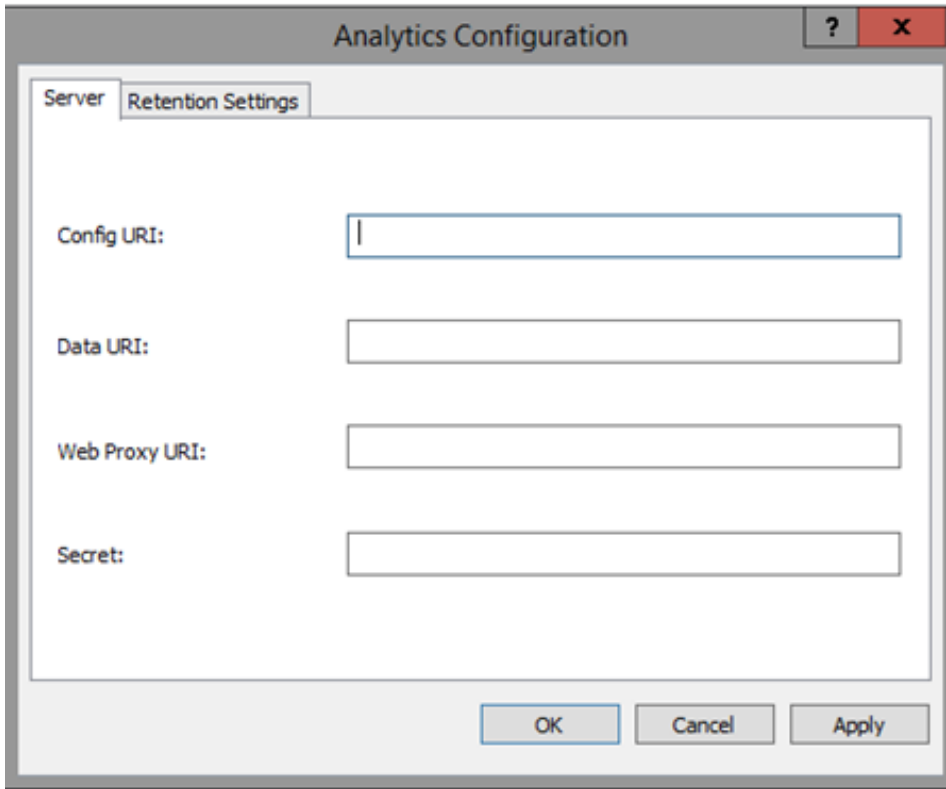 Analytics Configuration
? x
Server Retention Settings
Config URI:
Data URI:
Web Proxy URI:
Secret:
OK Cancel Apply